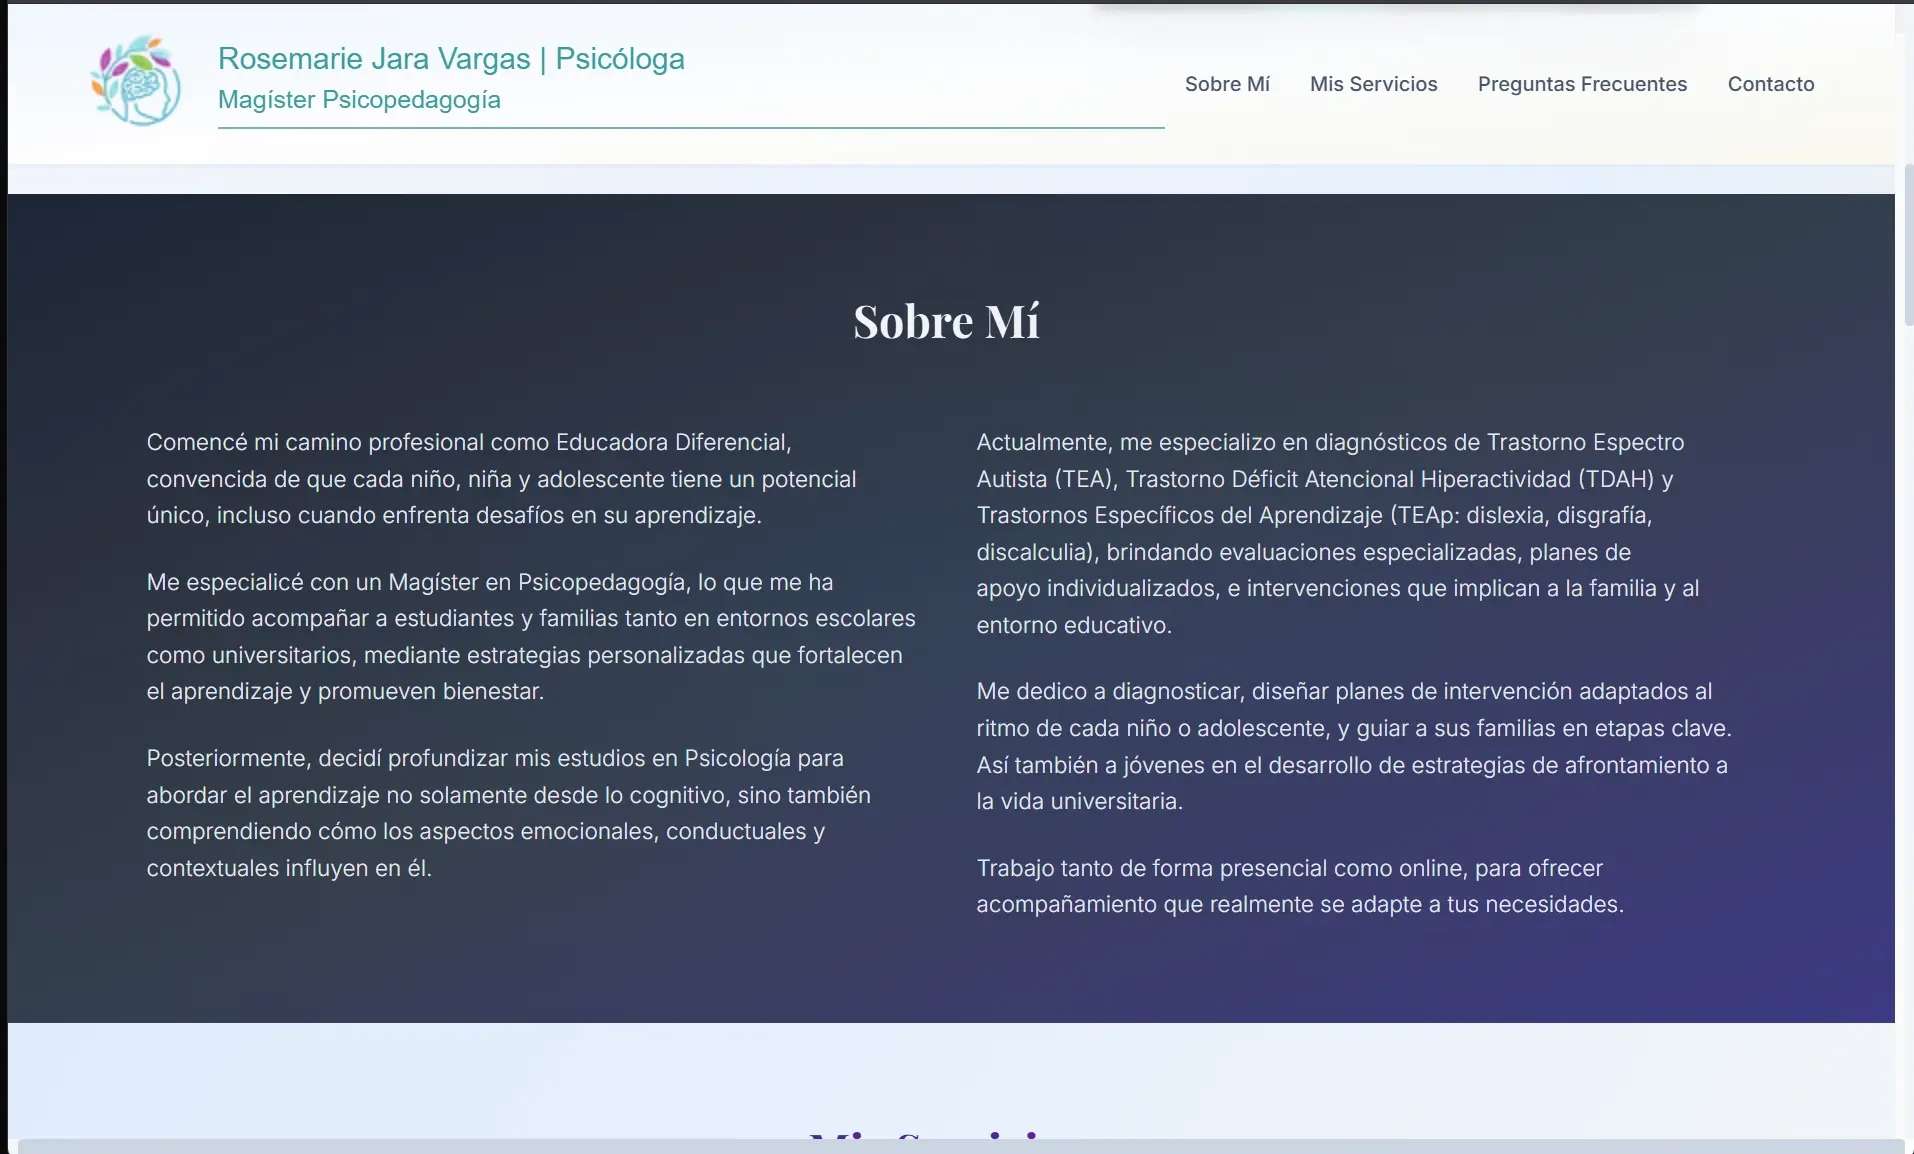 Rosemarie Jara Vargas | Psicóloga
Magíster Psicopedagogía
Sobre Mí
Mis Servicios
Preguntas Frecuentes
Contacto
Sobre Mí
Comencé mi camino profesional como Educadora Diferencial,
convencida de que cada niño, niña y adolescente tiene un potencial
único, incluso cuando enfrenta desafíos en su aprendizaje.
Me especialicé con un Magíster en Psicopedagogía, lo que me ha
permitido acompañar a estudiantes y familias tanto en entornos escolares
como universitarios, mediante estrategias personalizadas que fortalecen
el aprendizaje y promueven bienestar.
Posteriormente, decidí profundizar mis estudios en Psicología para
abordar el aprendizaje no solamente desde lo cognitivo, sino también
comprendiendo cómo los aspectos emocionales, conductuales y
contextuales influyen en él.
Actualmente, me especializo en diagnósticos de Trastorno Espectro
Autista (TEA), Trastorno Déficit Atencional Hiperactividad (TDAH) y
Trastornos Específicos del Aprendizaje (TEAp: dislexia, disgrafía,
discalculia), brindando evaluaciones especializadas, planes de
apoyo individualizados, e intervenciones que implican a la familia y al
entorno educativo.
Me dedico a diagnosticar, diseñar planes de intervención adaptados al
ritmo de cada niño o adolescente, y guiar a sus familias en etapas clave.
Así también a jóvenes en el desarrollo de estrategias de afrontamiento a
la vida universitaria.
Trabajo tanto de forma presencial como online, para ofrecer
acompañamiento que realmente se adapte a tus necesidades.